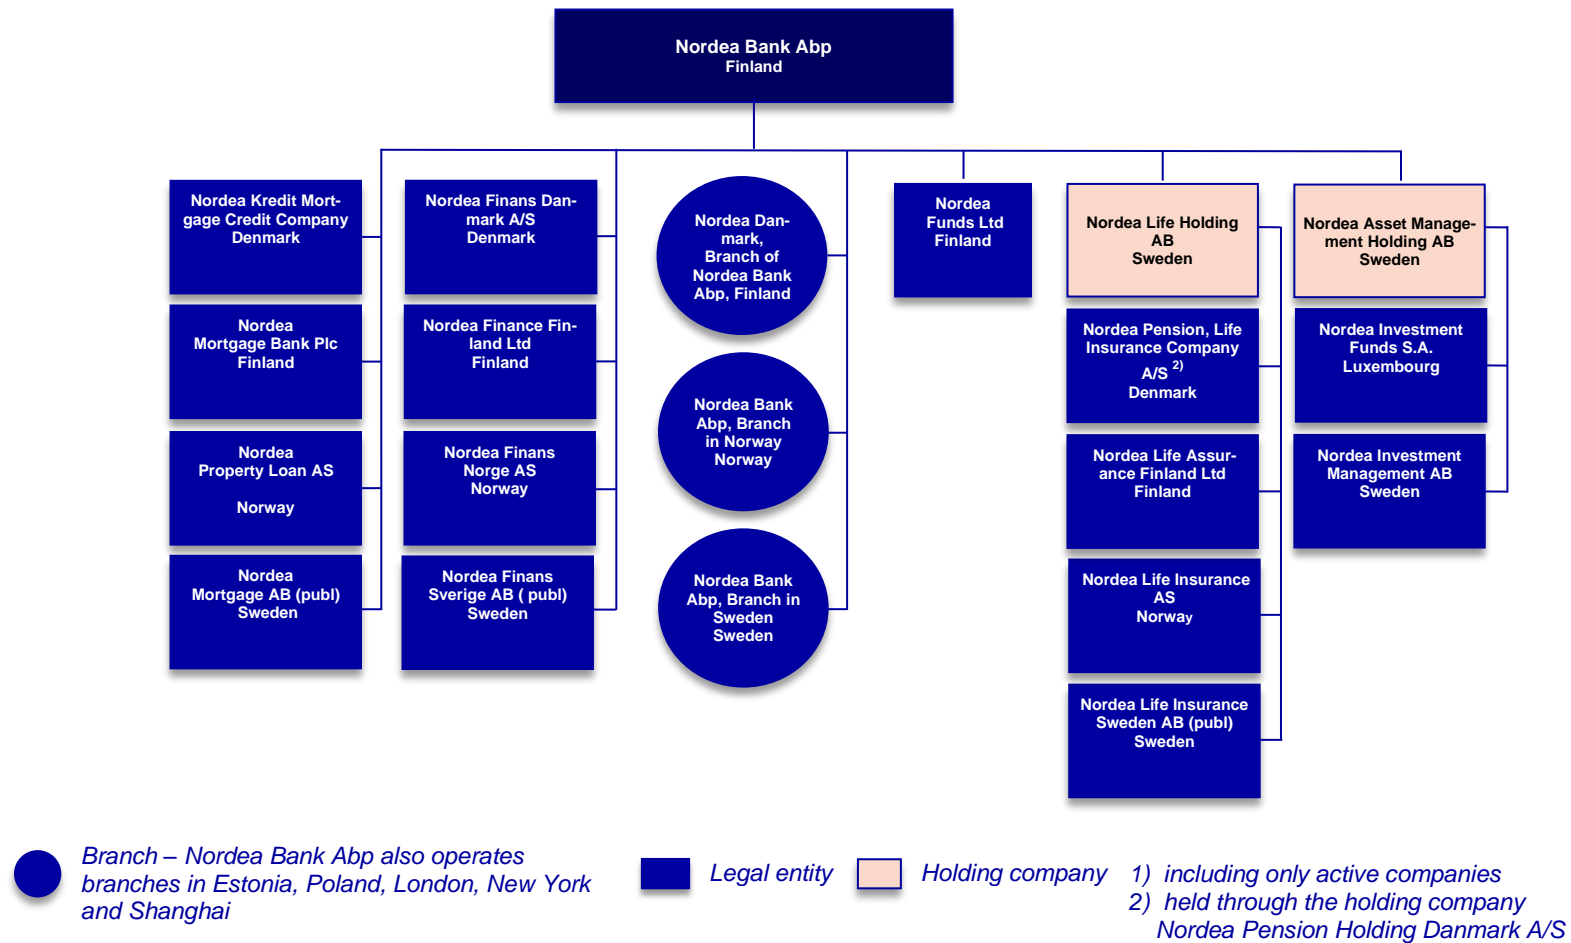 Nordea Bank Abp
Finland
Nordea Kredit Mort-
gage Credit Company
Denmark
Nordea
Mortgage Bank Plc
Finland
Nordea
Property Loan AS
Norway
Nordea
Mortgage AB (publ)
Sweden
Nordea Finans Dan-
mark A/S
Denmark
Nordea Finance Fin-
land Ltd
Finland
Nordea Finans
Norge AS
Norway
Nordea Finans
Sverige AB ( publ)
Sweden
Nordea Dan-
mark,
Branch of
Nordea Bank
Abp, Finland
Nordea Bank
Abp, Branch
in Norway
Norway
Nordea Bank
Abp, Branch in
Sweden
Sweden
Nordea
Funds Ltd
Finland
Nordea Life Holding
AB
Sweden
Nordea Pension, Life
Insurance Company
A/S 2)
Denmark
Nordea Life Assur-
ance Finland Ltd
Finland
Nordea Life Insurance
AS
Norway
Nordea Life Insurance
Sweden AB (publ)
Sweden
Nordea Asset Manage-
ment Holding AB
Sweden
Nordea Investment
Funds S.A.
Luxembourg
Nordea Investment
Management AB
Sweden
Branch – Nordea Bank Abp also operates
branches in Estonia, Poland, London, New York
and Shanghai
Legal entity
Holding company
1) including only active companies
2) held through the holding company
Nordea Pension Holding Danmark A/S